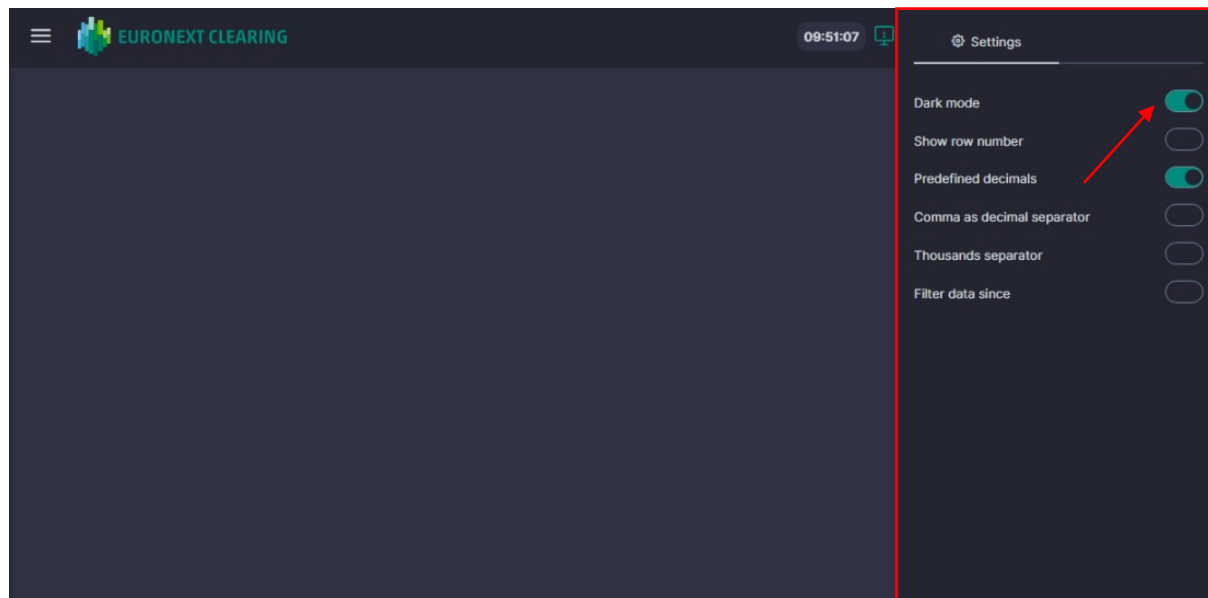 EURONEXT CLEARING
09:51:07
1
Settings
Dark mode
Show row number
Predefined decimals
Comma as decimal separator
Thousands separator
Filter data since